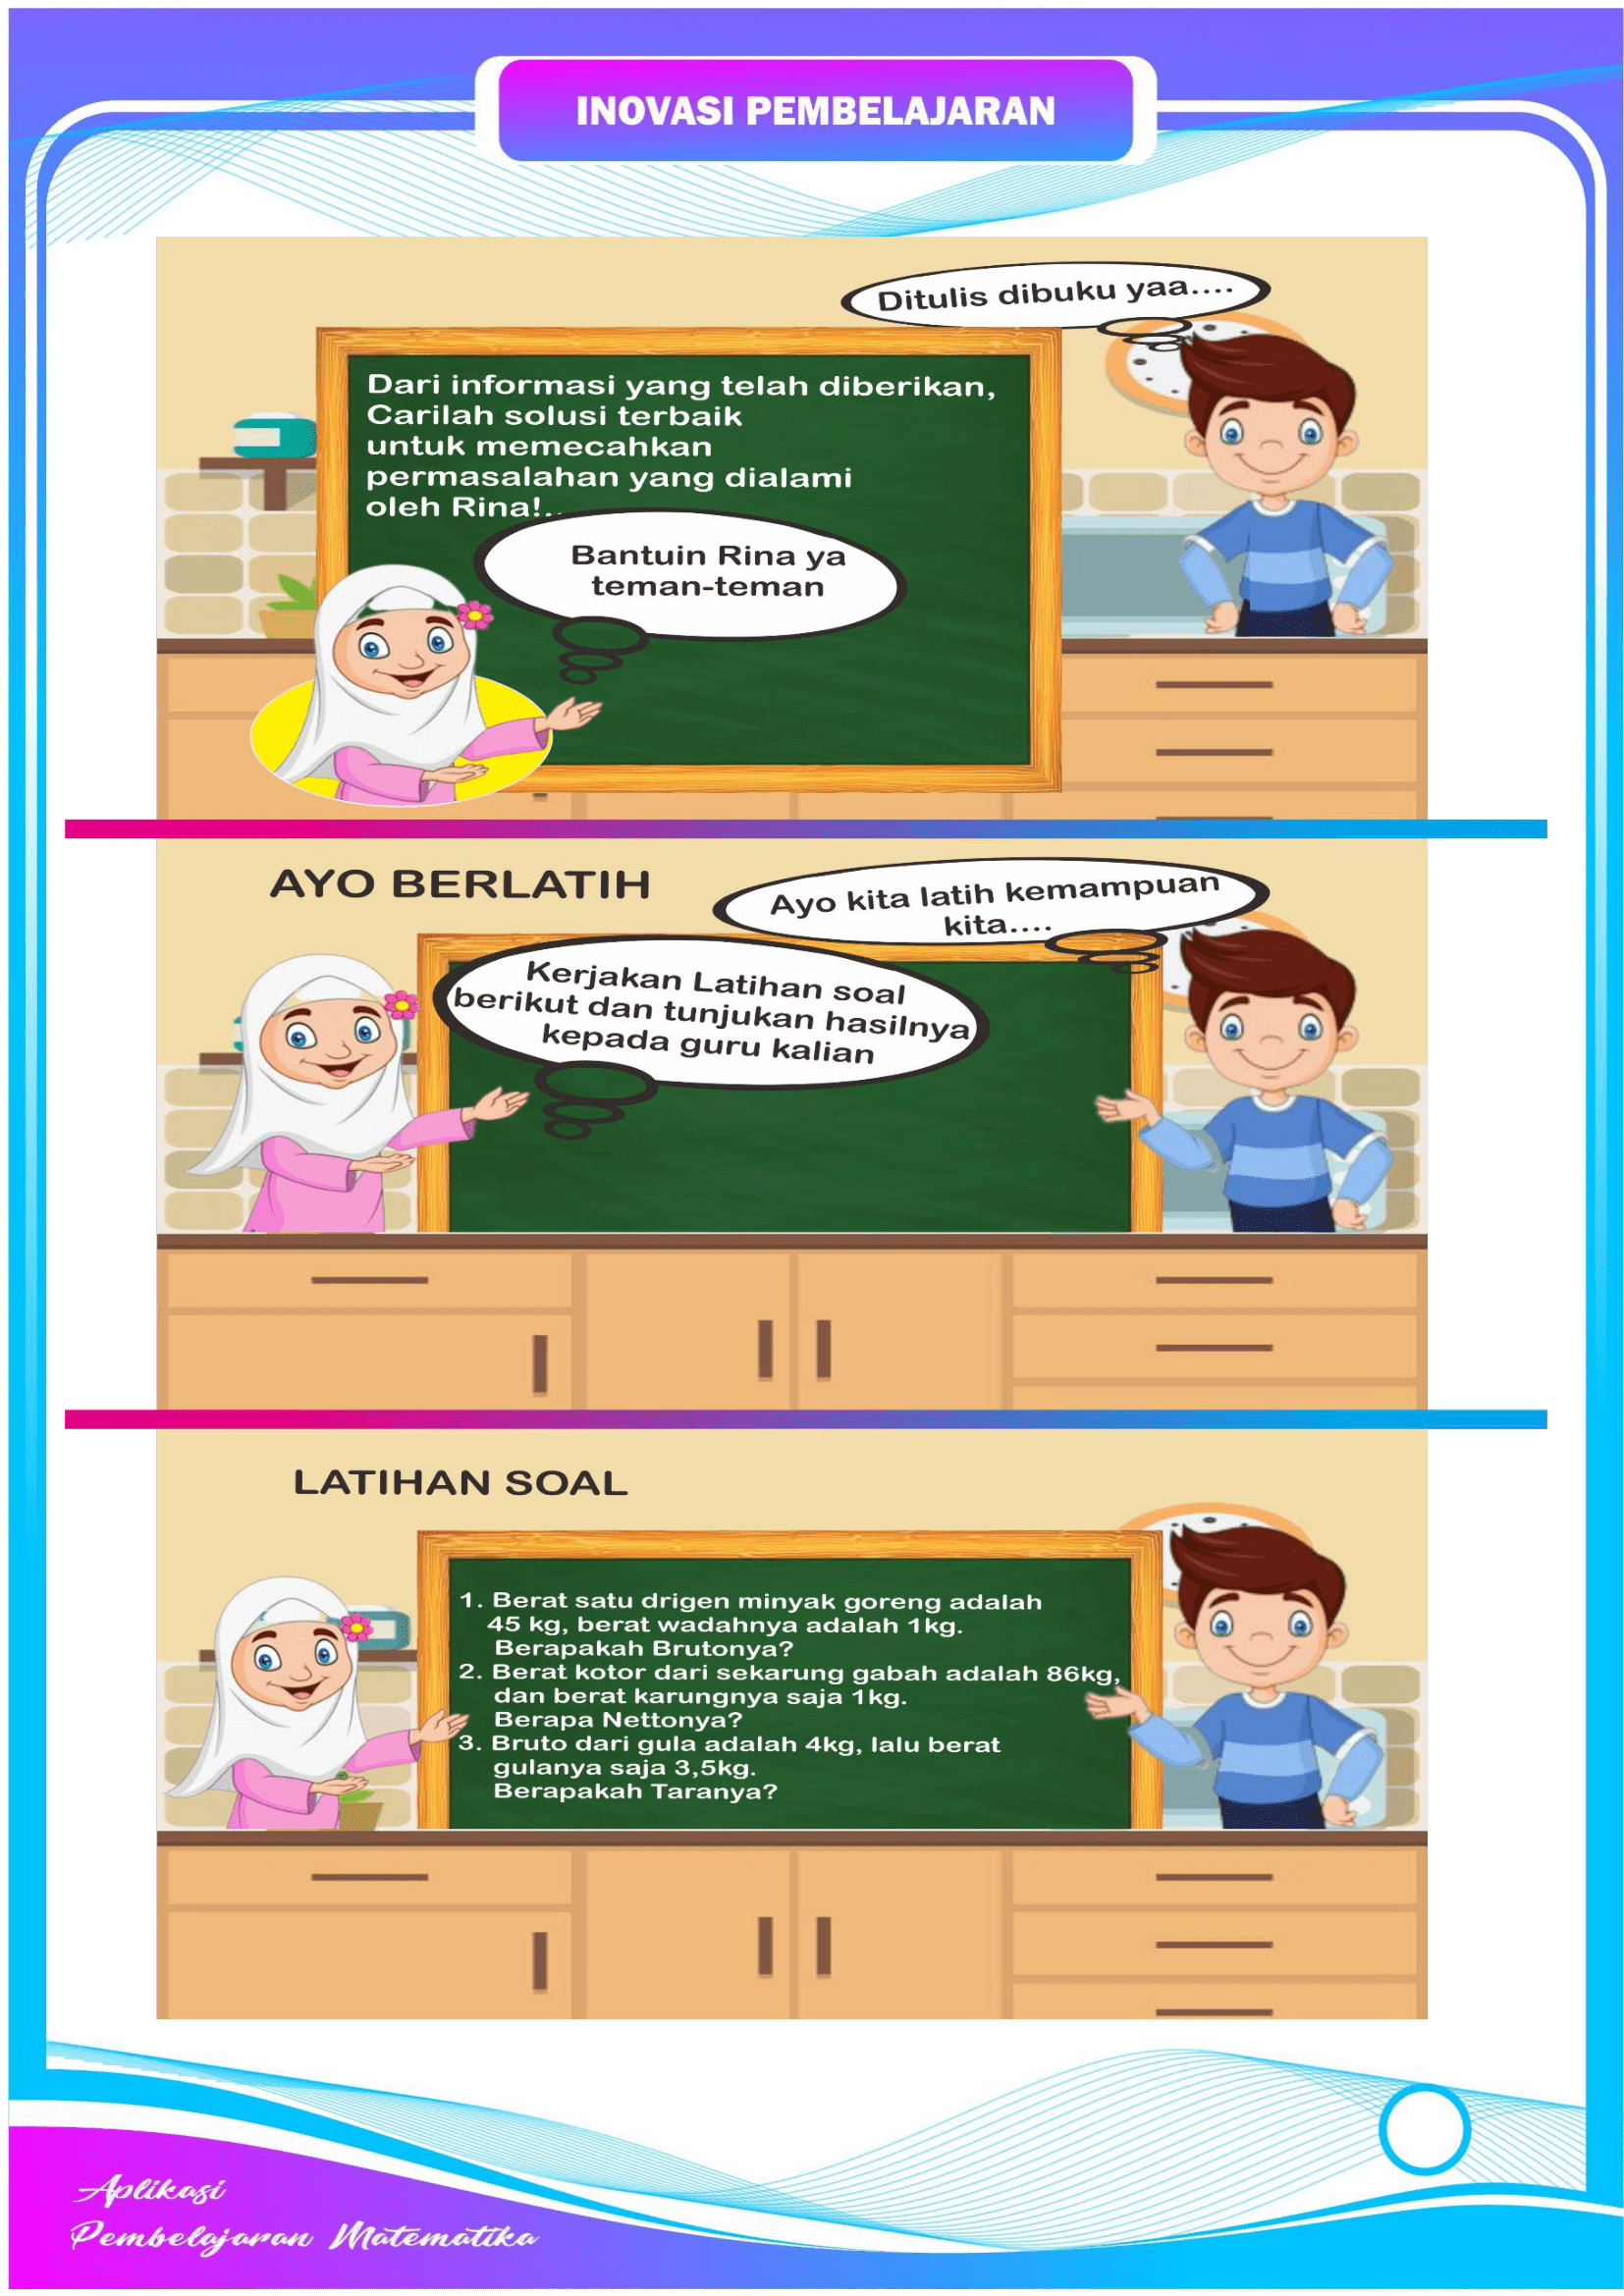 INOVASI PEMBELAJARAN
Ditulis dibuku yaa....
Dari informasi yang telah diberikan,
Carilah solusi terbaik
untuk memecahkan
permasalahan yang dialami
oleh Rina!..
Bantuin Rina ya
teman-teman
AYO BERLATIH
Ayo kita latih kemampuan
kita....
Kerjakan Latihan soal
berikut dan tunjukan hasilnya
kepada guru kalian
LATIHAN SOAL
1. Berat satu drigen minyak goreng adalah
45 kg, berat wadahnya adalah 1kg.
Berapakah Brutonya?
2. Berat kotor dari sekarung gabah adalah 86kg,
dan berat karungnya saja 1kg.
Berapa Nettonya?
3. Bruto dari gula adalah 4kg, lalu berat
gulanya saja 3,5kg.
Berapakah Taranya?
Aplikasi
Pembelajaran Matematika